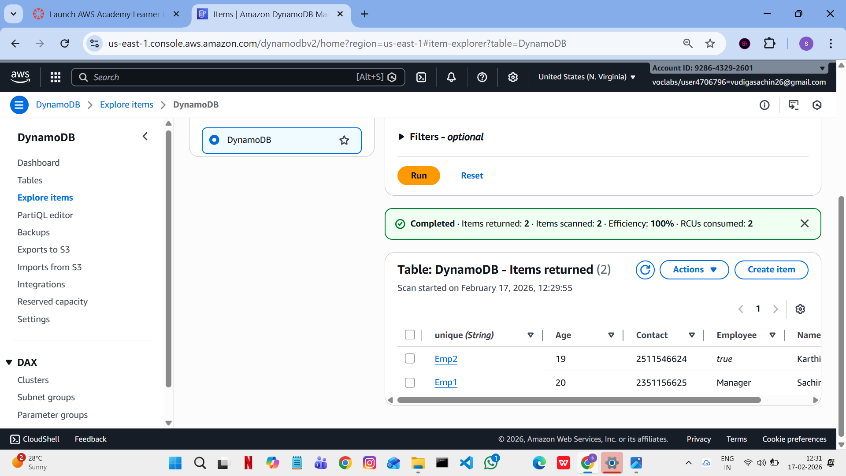 Launch AWS Academy Learner
Items | Amazon DynamoDB Ma
us-east-1.console.aws.amazon.com/dynamodbv2/home?region=us-east-1#item-explorer?table=DynamoDB
S
aws
Search
[Alt+S]
United States (N. Virginia)
Account ID: 9286-4329-2601
voclabs/user4706796=vudigasachin26@gmail.com
DynamoDB
Explore items
DynamoDB
DynamoDB
Dashboard
Tables
Explore items
PartiQL editor
Backups
Exports to S3
Imports from S3
Integrations
Reserved capacity
Settings
DAX
Clusters
Subnet groups
Parameter groups
DynamoDB
Filters - optional
Run
Reset
Completed · Items returned: 2 · Items scanned: 2 · Efficiency: 100% · RCUs consumed: 2
Table: DynamoDB - Items returned (2)
Actions
Create item
Scan started on February 17, 2026, 12:29:55
1
unique (String) Age Contact Employee Name
Emp2 19 2511546624 true Karthi
Emp1 20 2351156625 Manager Sachin
CloudShell
Feedback
© 2026, Amazon Web Services, Inc. or its affiliates.
Privacy
Terms
Cookie preferences
2
28°C
Sunny
1
ENG
IN
12:31
17-02-2026